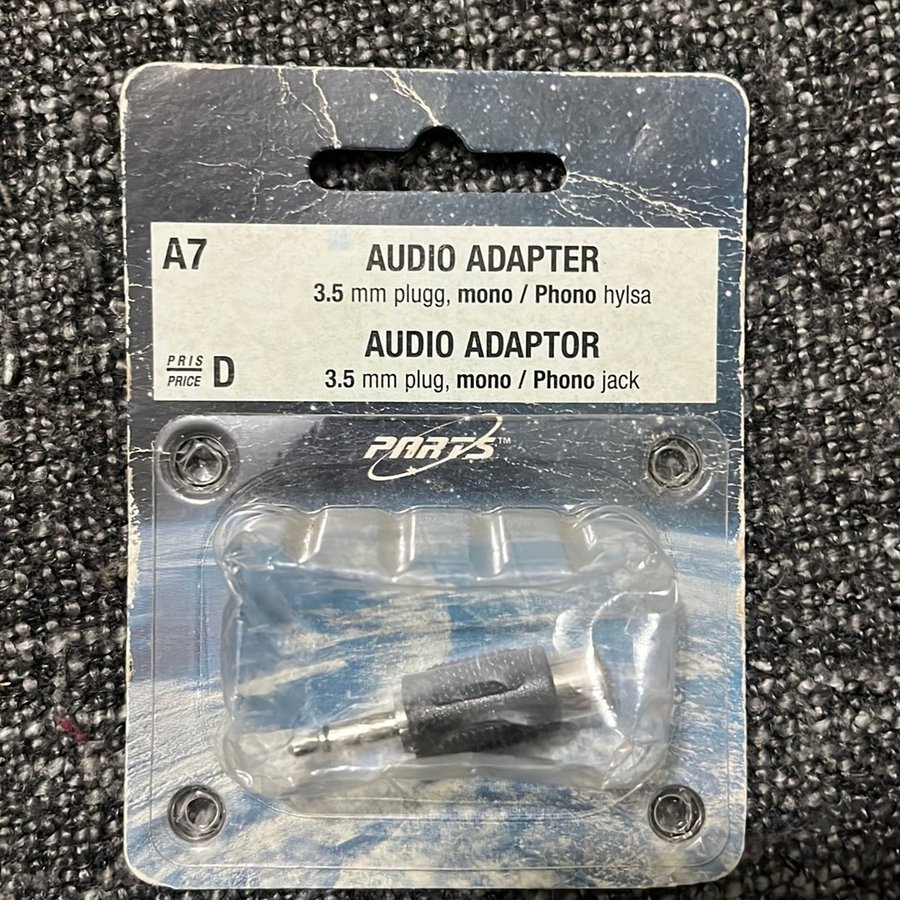 A7
AUDIO ADAPTER
3.5 mm plugg, mono / Phono hylsa
AUDIO ADAPTOR
PRIS
PRICE D
3.5 mm plug, mono / Phono jack
PARTS™